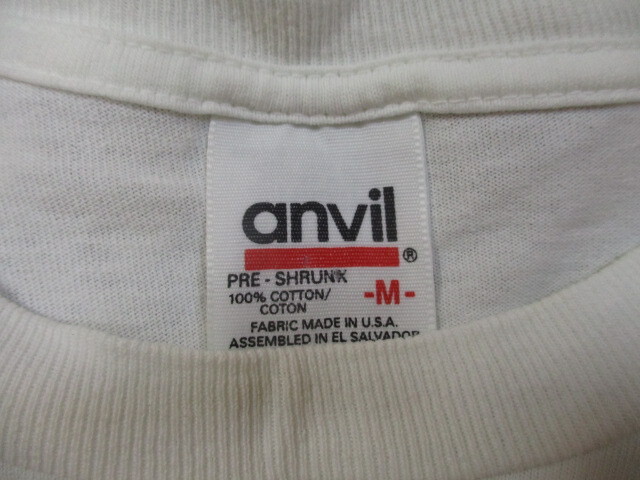 anvil®
PRE - SHRUNK
100% COTTON/
COTON
-M-
FABRIC MADE IN U.S.A.
ASSEMBLED IN EL SALVADOR